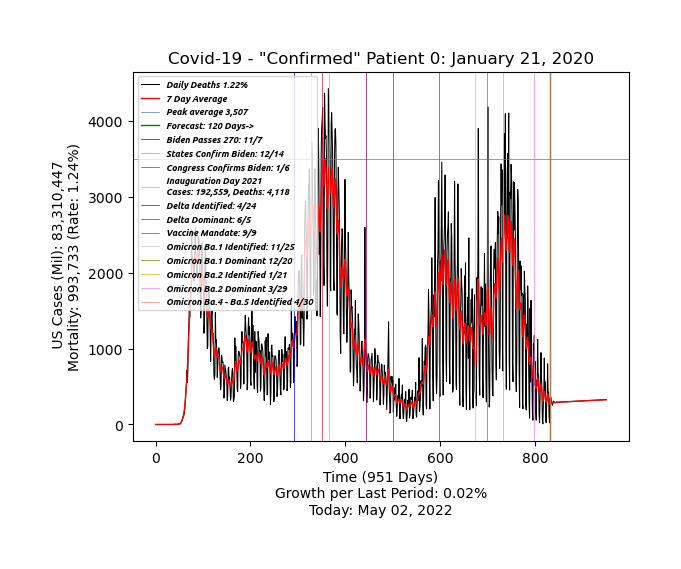 Covid-19 - "Confirmed" Patient 0: January 21, 2020
Daily Deaths 1.22%
7 Day Average
Peak average 3,507
Forecast: 120 Days->
Biden Passes 270: 11/7
States Confirm Biden: 12/14
Congress Confirms Biden: 1/6
Inauguration Day 2021
Cases: 192,559, Deaths: 4,118
Delta Identified: 4/24
Delta Dominant: 6/5
Vaccine Mandate: 9/9
Omicron Ba.1 Identified: 11/25
Omicron Ba.1 Dominant 12/20
Omicron Ba.2 Identified 1/21
Omicron Ba.2 Dominant 3/29
Omicron Ba.4 - Ba.5 Identified 4/30
US Cases (Mil): 83,310,447
Mortality: 993,733 (Rate: 1.24%)
4000
3000
2000
1000
0
0 200 400 600 800
Time (951 Days)
Growth per Last Period: 0.02%
Today: May 02, 2022